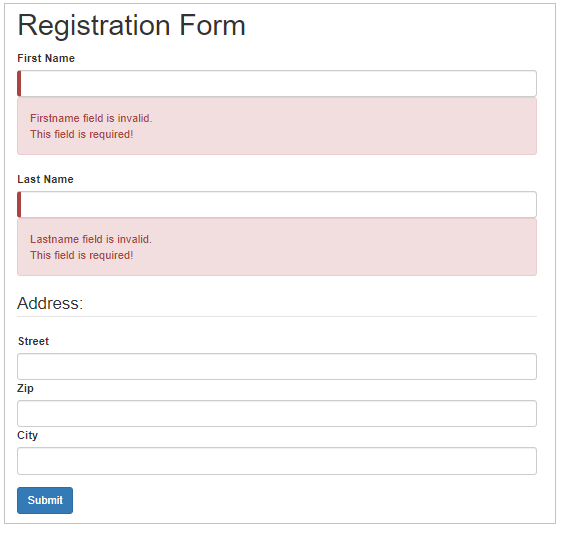 Registration Form
First Name
Firstname field is invalid.
This field is required!
Last Name
Lastname field is invalid.
This field is required!
Address:
Street
Zip
City
Submit